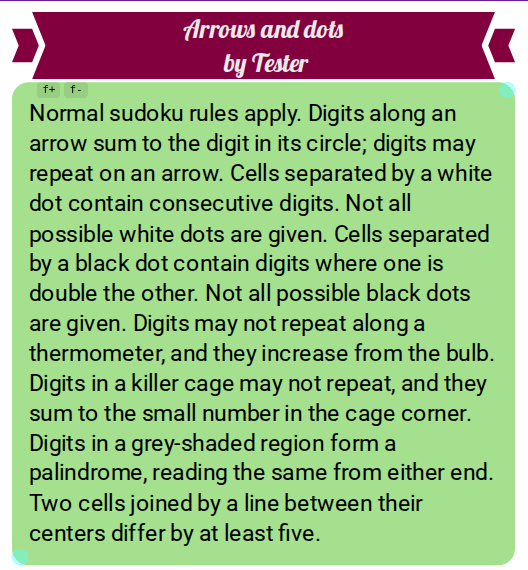 Arrows and dots
by Tester
f+ f-
Normal sudoku rules apply. Digits along an
arrow sum to the digit in its circle; digits may
repeat on an arrow. Cells separated by a white
dot contain consecutive digits. Not all
possible white dots are given. Cells separated
by a black dot contain digits where one is
double the other. Not all possible black dots
are given. Digits may not repeat along a
thermometer, and they increase from the bulb.
Digits in a killer cage may not repeat, and they
sum to the small number in the cage corner.
Digits in a grey-shaded region form a
palindrome, reading the same from either end.
Two cells joined by a line between their
centers differ by at least five.